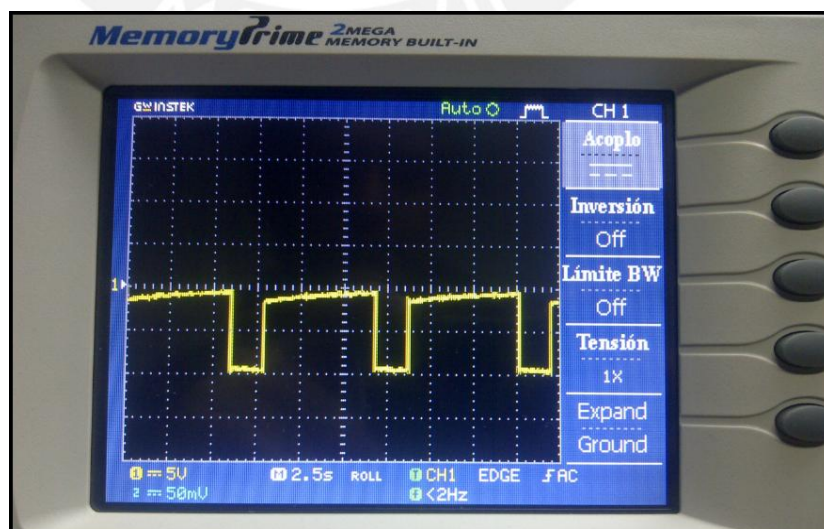 MemoryPrime 2MEGA MEMORY BUILT-IN
GW INSTEK Auto CH 1
Acoplo
Inversión
Off
Límite BW
Off
Tensión
1X
Expand
Ground
1
1 5V M 2.5s ROLL T CH1 EDGE AC
2 50mV f <2Hz